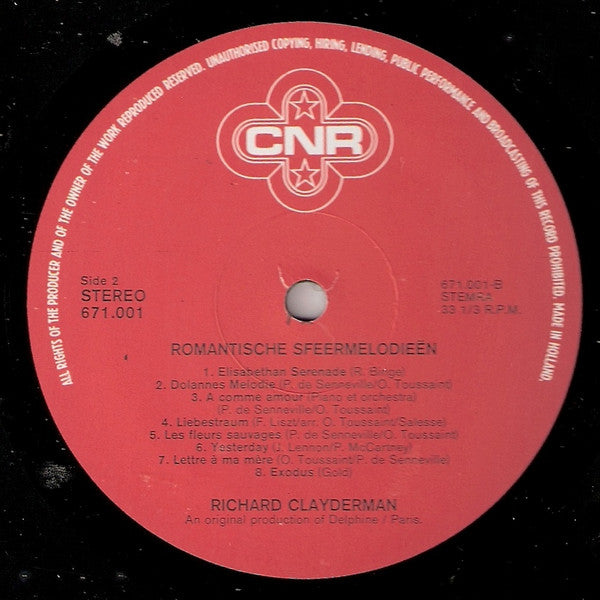 ALL RIGHTS OF THE PRODUCER AND OF THE OWNER OF THE WORK REPRODUCED RESERVED. UNAUTHORISED COPYING, HIRING, LENDING, PUBLIC PERFORMANCE AND BROADCASTING OF THIS RECORD PROHIBITED. MADE IN HOLLAND.
CNR
Side 2
STEREO
671.001
671.001-B
STEMRA
33 1/3 R.P.M.
ROMANTISCHE SFEERMELODIEËN
1. Elisabethan Serenade (R. Binge)
2. Dolannes Melodie (P. de Senneville/O. Toussaint)
3. A comme amour (Piano et orchestra)
(P. de Senneville/O. Toussaint)
4. Liebestraum (F. Liszt/arr. O. Toussaint/Salesse)
5. Les fleurs sauvages (P. de Senneville/O. Toussaint)
6. Yesterday (J. Lennon/P. McCartney)
7. Lettre à ma mère (O. Toussaint/P. de Senneville)
8. Exodus (Gold)
RICHARD CLAYDERMAN
An original production of Delphine / Paris.